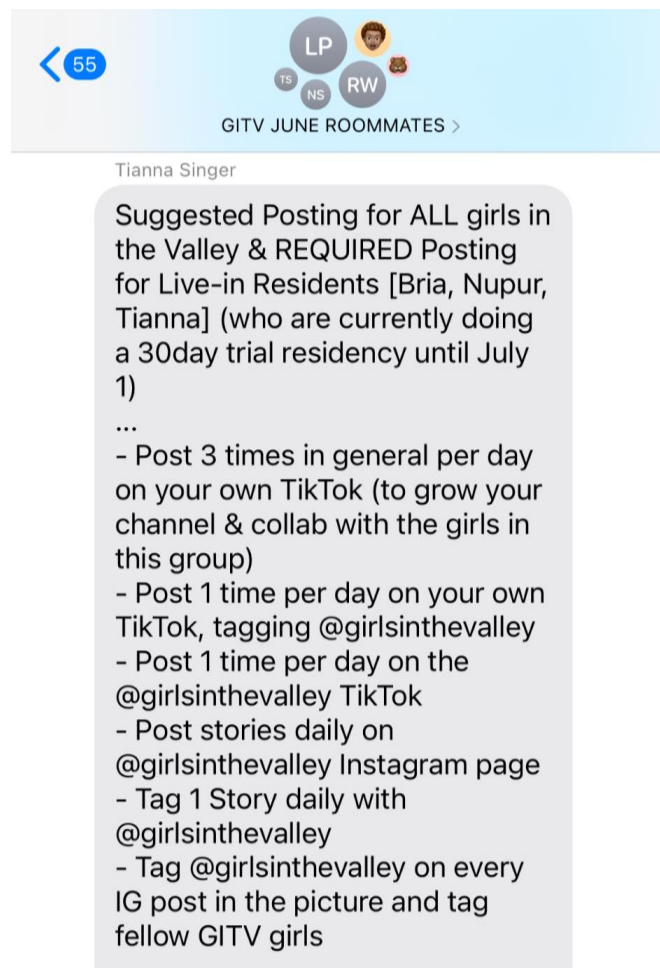 55
LP
TS
NS
RW
GITV JUNE ROOMMATES >
Tianna Singer
Suggested Posting for ALL girls in
the Valley & REQUIRED Posting
for Live-in Residents [Bria, Nupur,
Tianna] (who are currently doing
a 30day trial residency until July
1)
...
- Post 3 times in general per day
on your own TikTok (to grow your
channel & collab with the girls in
this group)
- Post 1 time per day on your own
TikTok, tagging @girlsinthevalley
- Post 1 time per day on the
@girlsinthevalley TikTok
- Post stories daily on
@girlsinthevalley Instagram page
- Tag 1 Story daily with
@girlsinthevalley
- Tag @girlsinthevalley on every
IG post in the picture and tag
fellow GITV girls